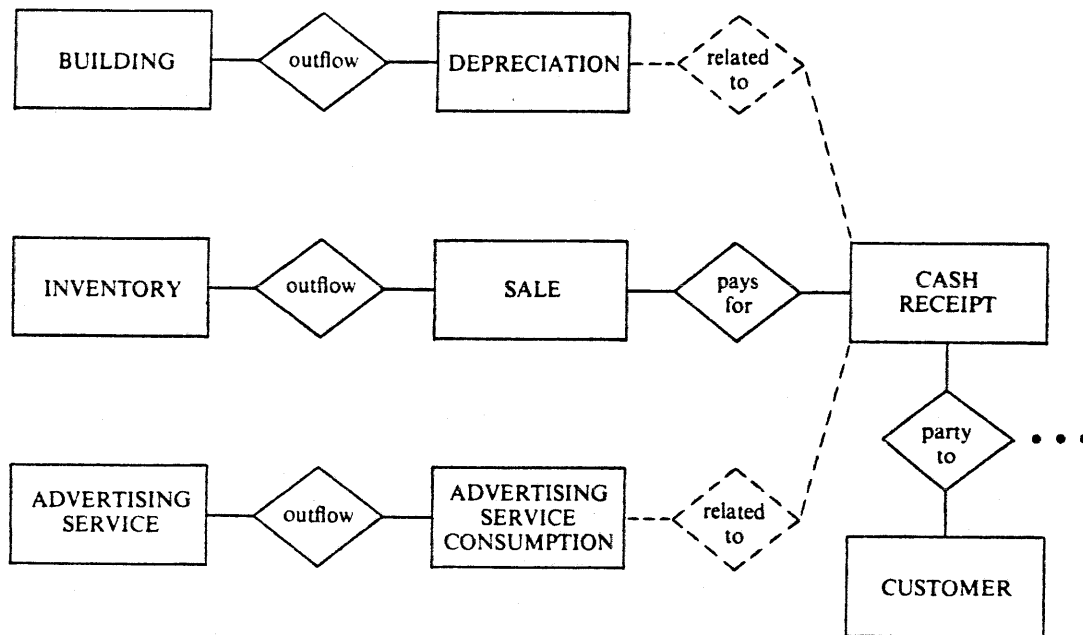 BUILDING
outflow
DEPRECIATION
related
to
INVENTORY
outflow
SALE
pays
for
CASH
RECEIPT
party
to
ADVERTISING
SERVICE
outflow
ADVERTISING
SERVICE
CONSUMPTION
related
to
CUSTOMER